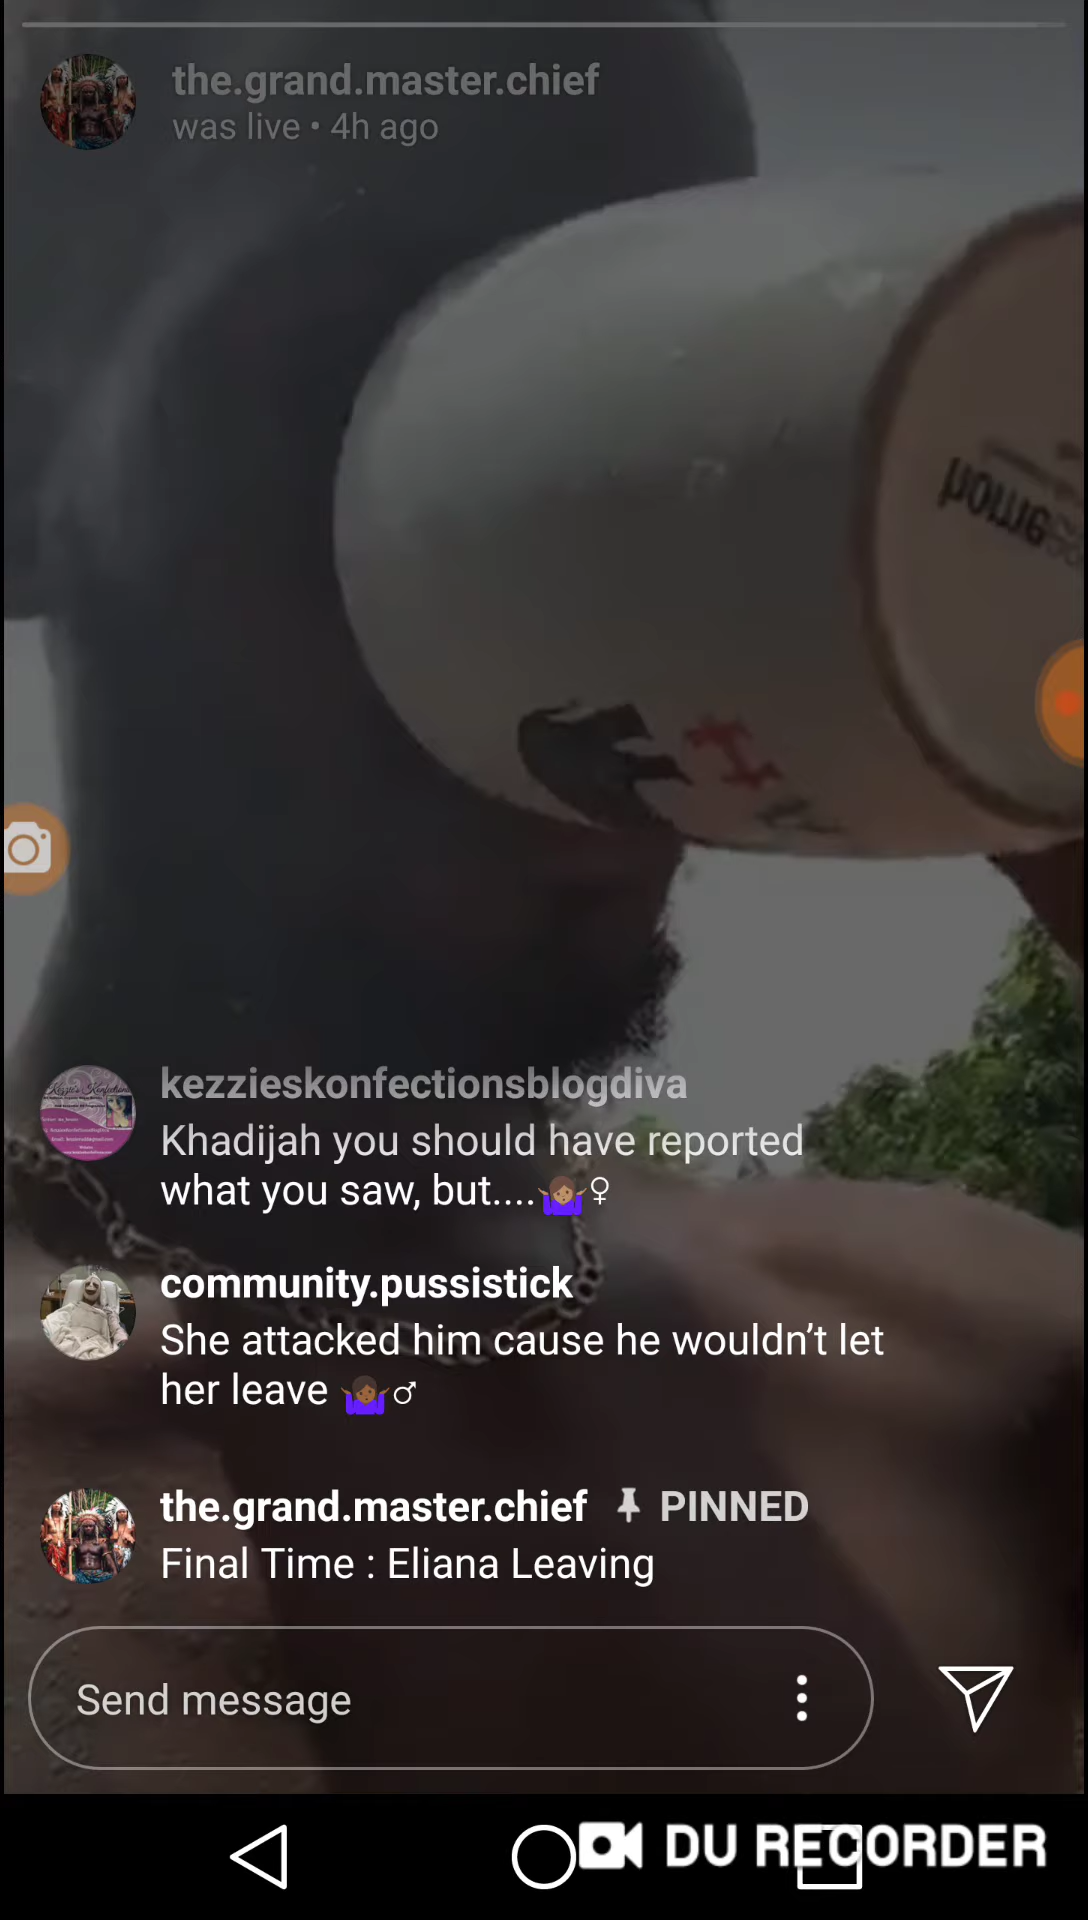 the.grand.master.chief
was live • 4h ago
home
kezzieskonfectionsblogdiva
Khadijah you should have reported
what you saw, but....🤷🏽♀
community.pussistick
She attacked him cause he wouldn’t let
her leave 🤷🏾♂
the.grand.master.chief PINNED
Final Time : Eliana Leaving
Send message
DU RECORDER